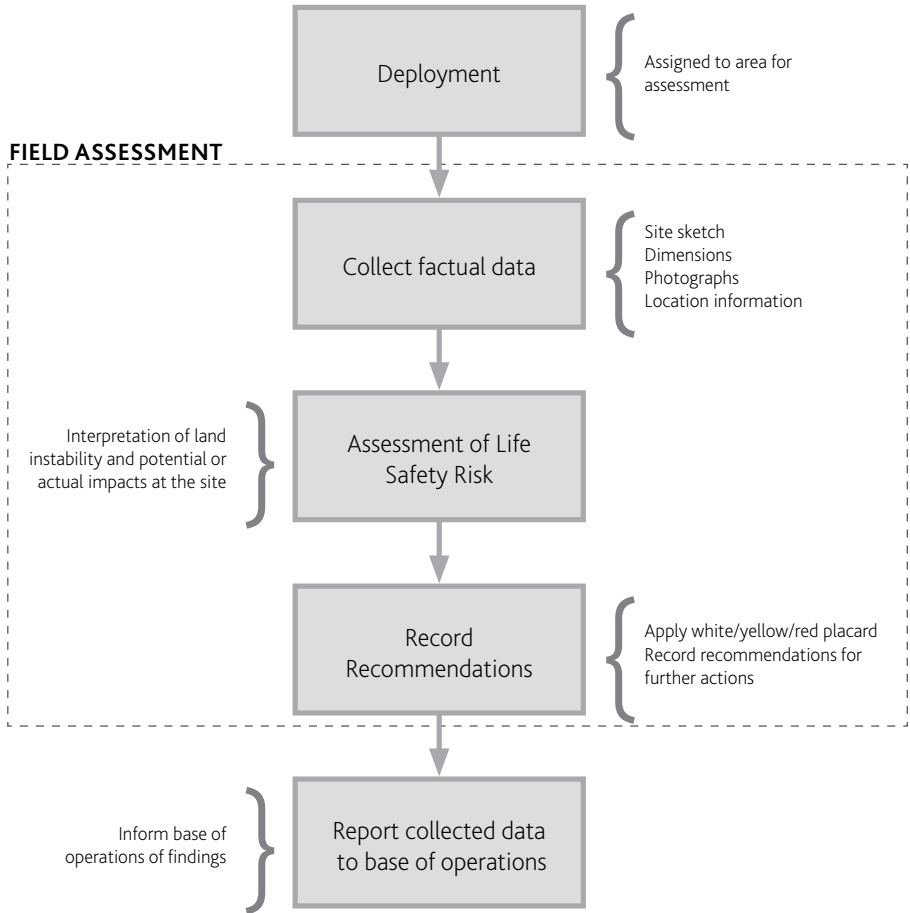 Deployment
Assigned to area for
assessment
FIELD ASSESSMENT
Collect factual data
Site sketch
Dimensions
Photographs
Location information
Interpretation of land
instability and potential or
actual impacts at the site
Assessment of Life
Safety Risk
Record
Recommendations
Apply white/yellow/red placard
Record recommendations for
further actions
Inform base of
operations of findings
Report collected data
to base of operations